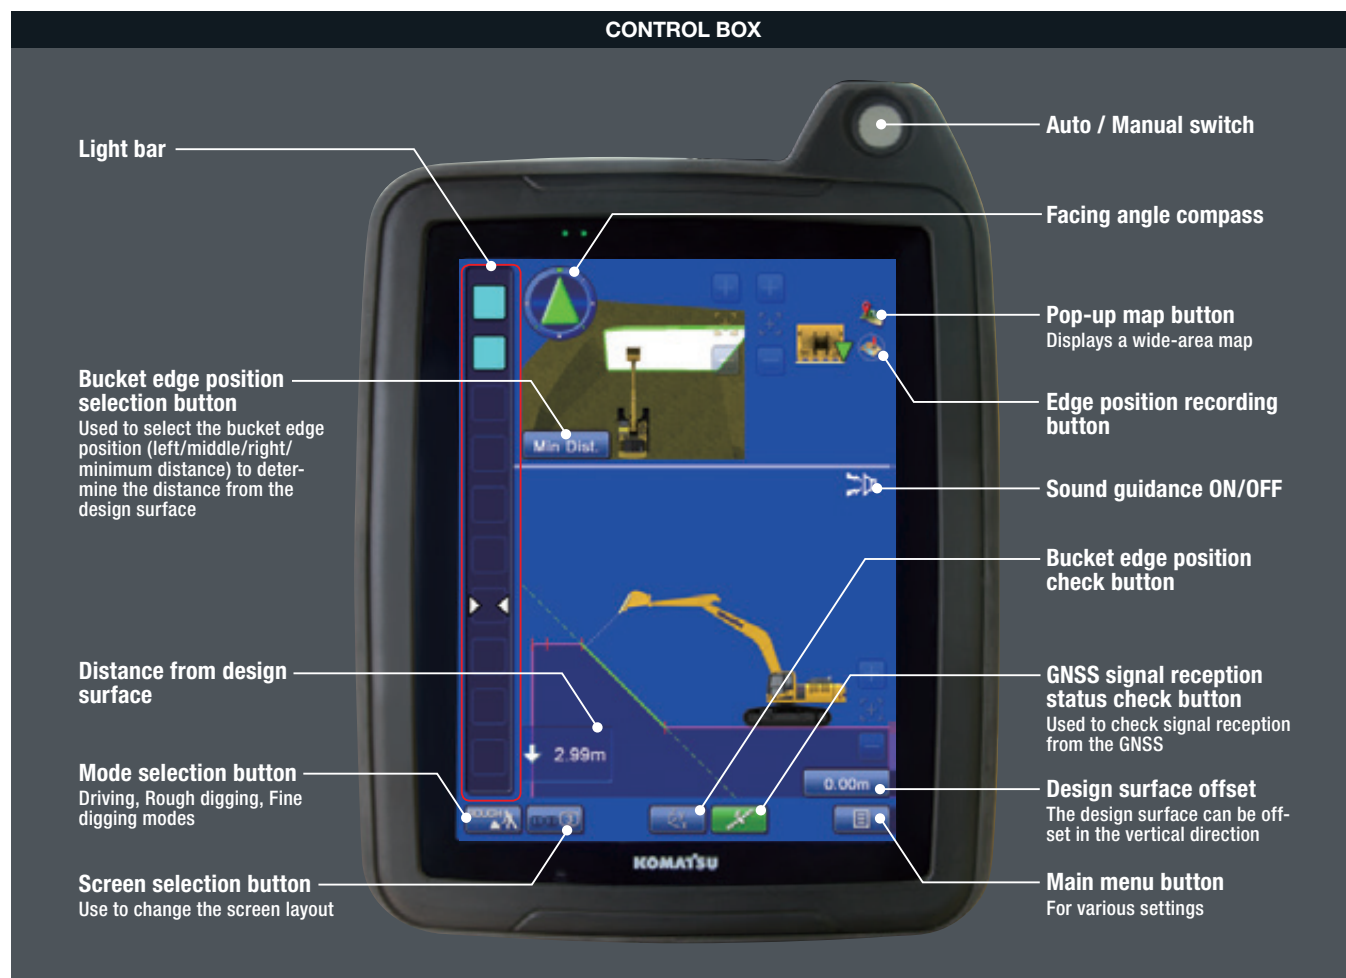 CONTROL BOX
Light bar
Bucket edge position
selection button
Used to select the bucket edge
position (left/middle/right/
minimum distance) to deter-
mine the distance from the
design surface
Distance from design
surface
Mode selection button
Driving, Rough digging, Fine
digging modes
Screen selection button
Use to change the screen layout
Min Dist.
2.99m
0.00m
ROUGH
KOMATSU
Auto / Manual switch
Facing angle compass
Pop-up map button
Displays a wide-area map
Edge position recording
button
Sound guidance ON/OFF
Bucket edge position
check button
GNSS signal reception
status check button
Used to check signal reception
from the GNSS
Design surface offset
The design surface can be off-
set in the vertical direction
Main menu button
For various settings